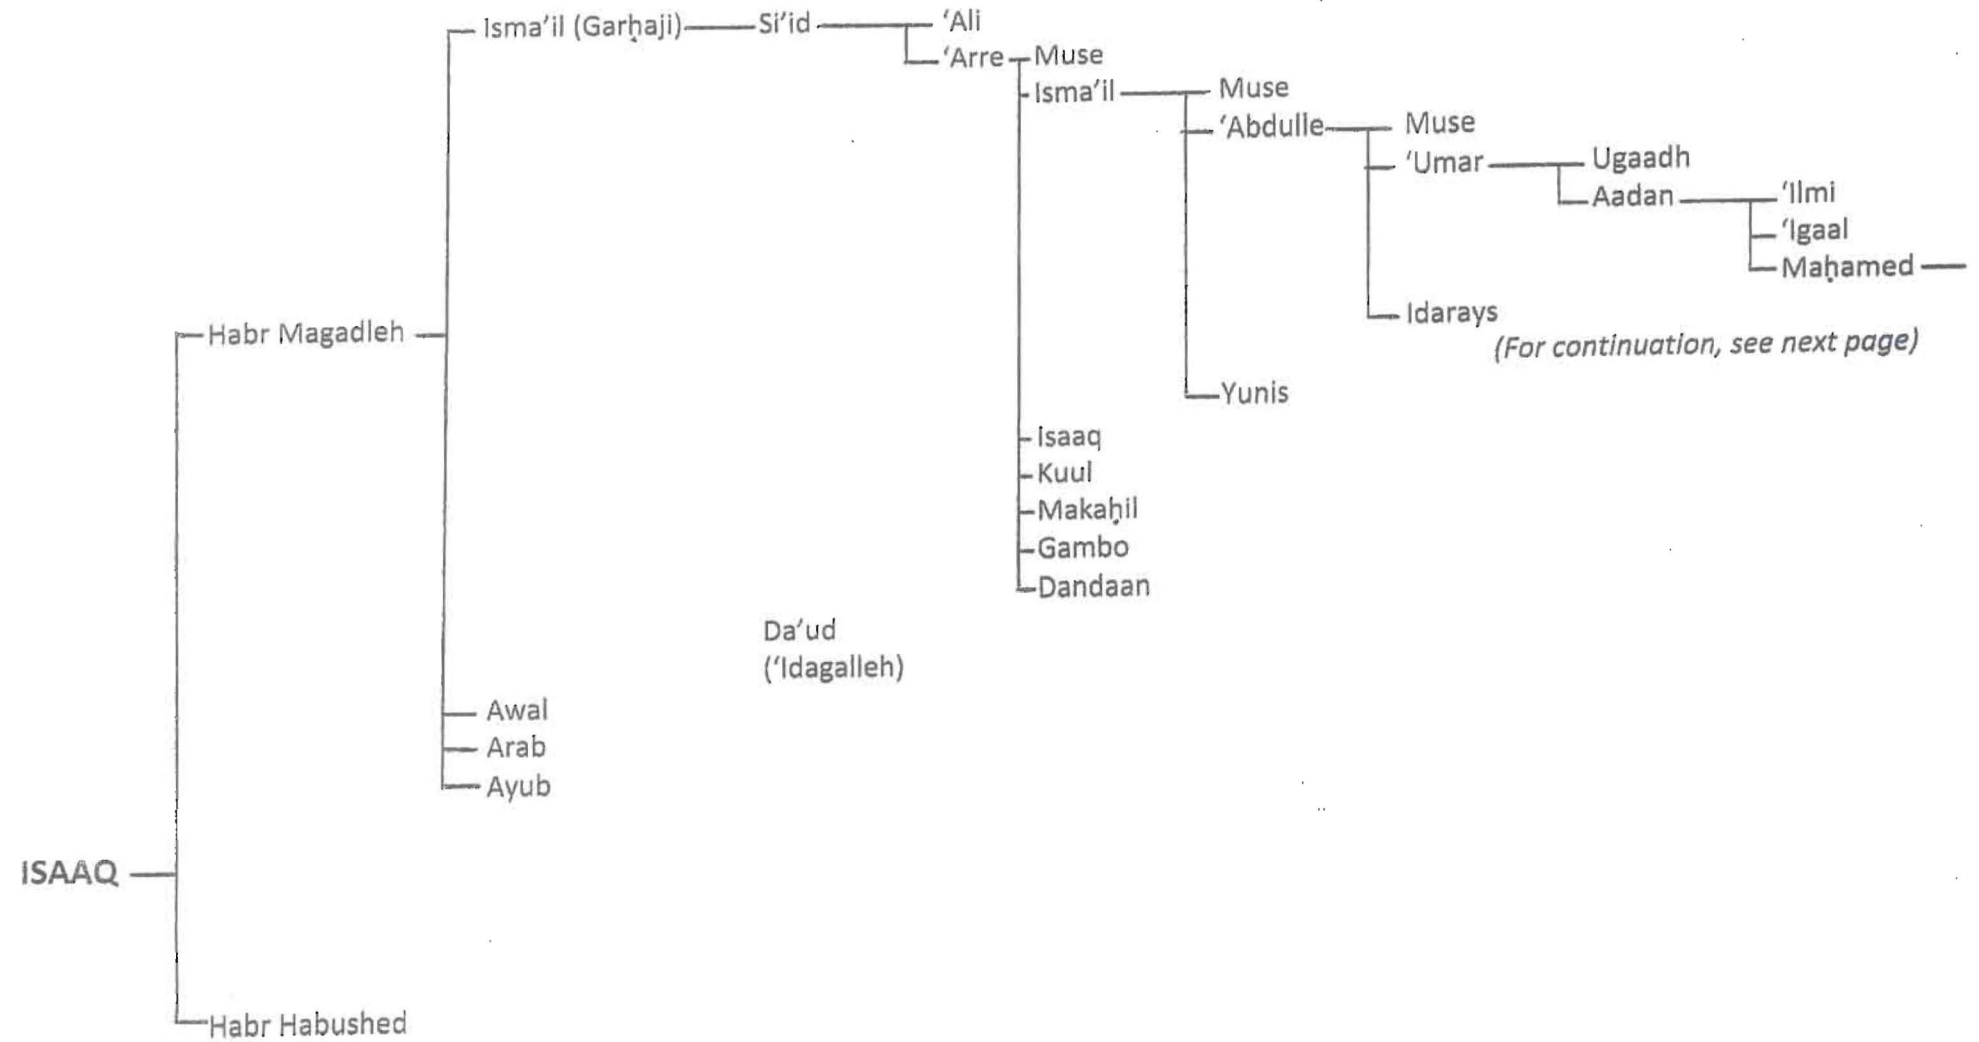 Isma’il (Garḥaji) Si’id ‘Ali
‘Arre Muse
Isma’il Muse
‘Abdulle Muse
‘Umar Ugaadh
Aadan ‘Ilmi
‘Igaal
Maḥamed
Habr Magadleh Idarays
(For continuation, see next page)
Yunis
Isaaq
Kuul
Makaḥil
Gambo
Dandaan
Da’ud
(‘Idagalleh)
Awal
Arab
Ayub
ISAAQ
Habr Habushed